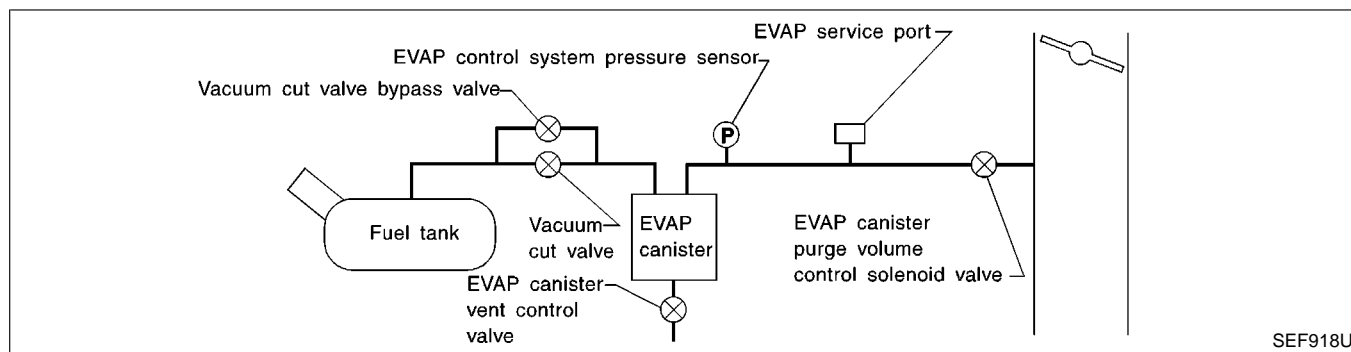 EVAP service port
EVAP control system pressure sensor
Vacuum cut valve bypass valve
P
Fuel tank
Vacuum
cut valve
EVAP
canister
EVAP canister
purge volume
control solenoid valve
EVAP canister
vent control
valve
SEF918U